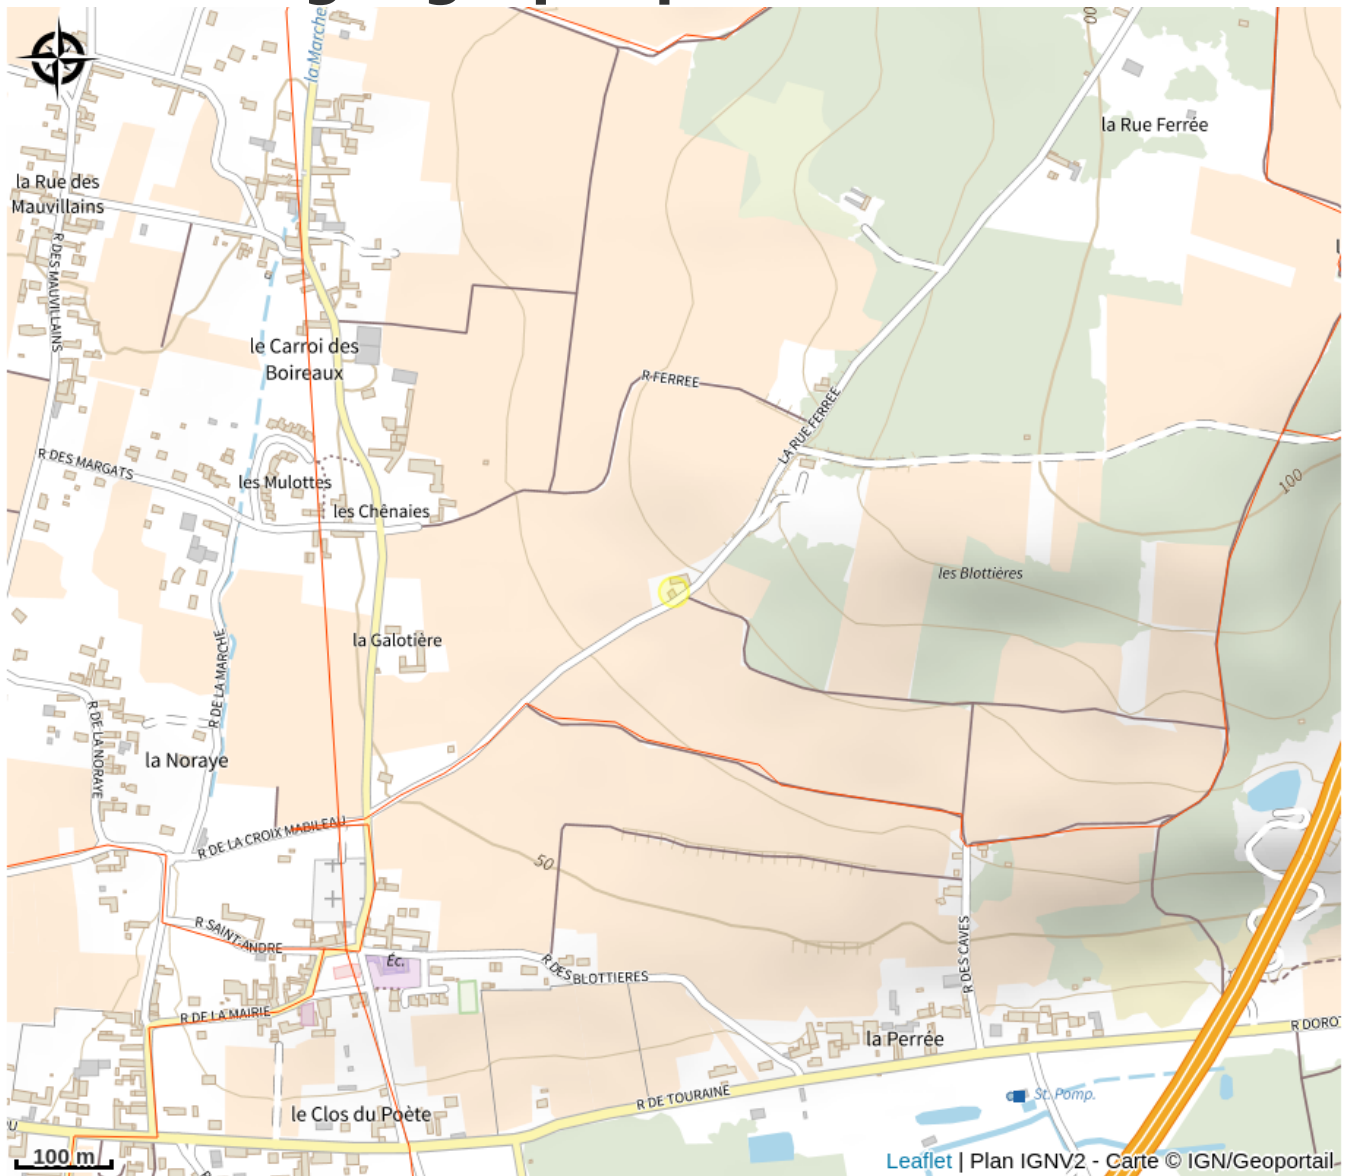 la Marche
00
la Rue Ferrée
la Rue des
Mauvillains
R DES MAUVILLAINS
le Carroi des
Boireaux
R FERREE
LA RUE FERREE
R DES MARGATS
les Mulottes
les Chênaies
100
les Blottières
la Galotière
R DE LA MARCHE
R DE LA NORAYE
la Noraye
R DE LA CROIX MABILEAU
50
R SAINT-ANDRE
Éc.
R DES BLOTTIERES
R DES CAVES
R DE LA MAIRIE
la Perrée
R DORO
R DE TOURAINE
St. Pomp.
le Clos du Poète
U
R
100 m
Leaflet | Plan IGNV2 - Carte © IGN/Geoportail